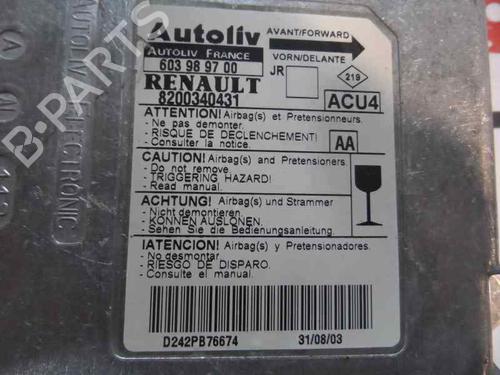 Autoliv AVANT/FORWARD
AUTOLIV FRANCE VORN/DELANTE
603 98 97 00 JR 219
RENAULT
8200340431 ACU4
ATTENTION! Airbag(s) et Pretensionneurs.
- Ne pas demonter.
- RISQUE DE DECLENCHEMENT! AA
- Consulter la notice.
CAUTION! Airbag(s) and Pretensioners
- Do not remove
- TRIGGERING HAZARD!
- Read manual.
ACHTUNG! Airbag(s) und Strammer
- Nicht demontieren.
- KONNEN AUSLONEN.
- Sehen Sie die Bedienungsanleitung.
IATENCION! Airbag(s) y Pretensionadores.
- No desmontar
- RIESGO DE DISPARO.
- Consulte el manual.
D242PB76674 31/08/03
B-PARTS